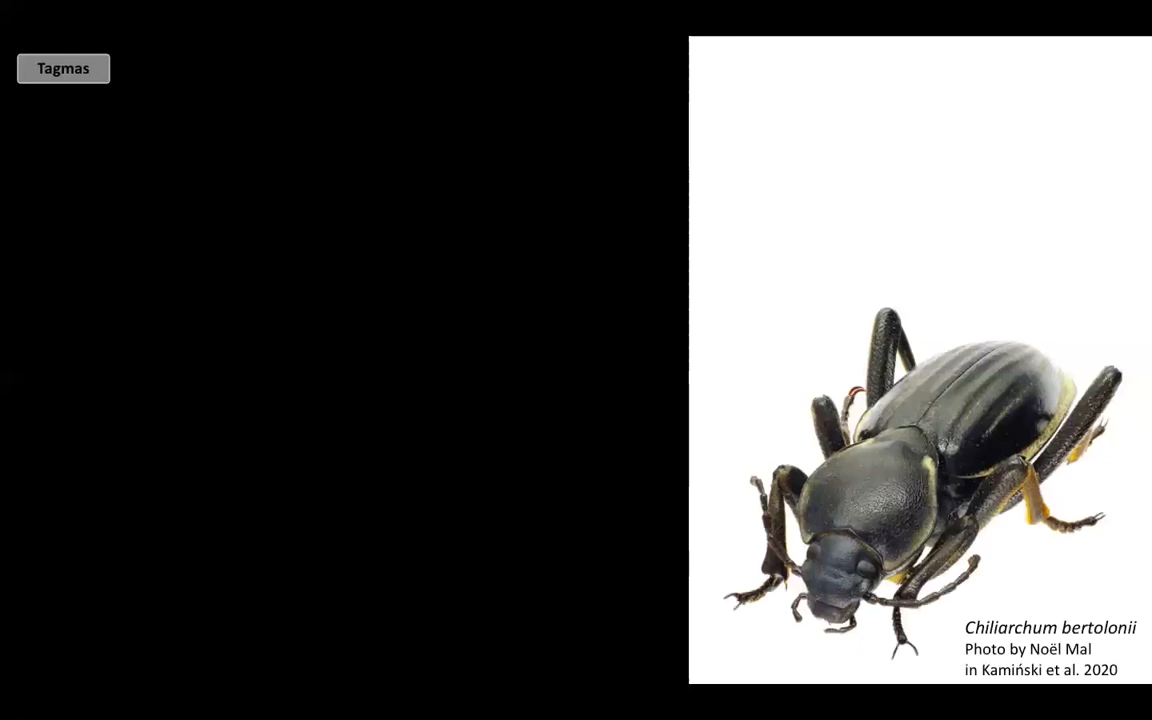 Tagmas
Chiliarchum bertolonii
Photo by Noël Mal
in Kamiński et al. 2020